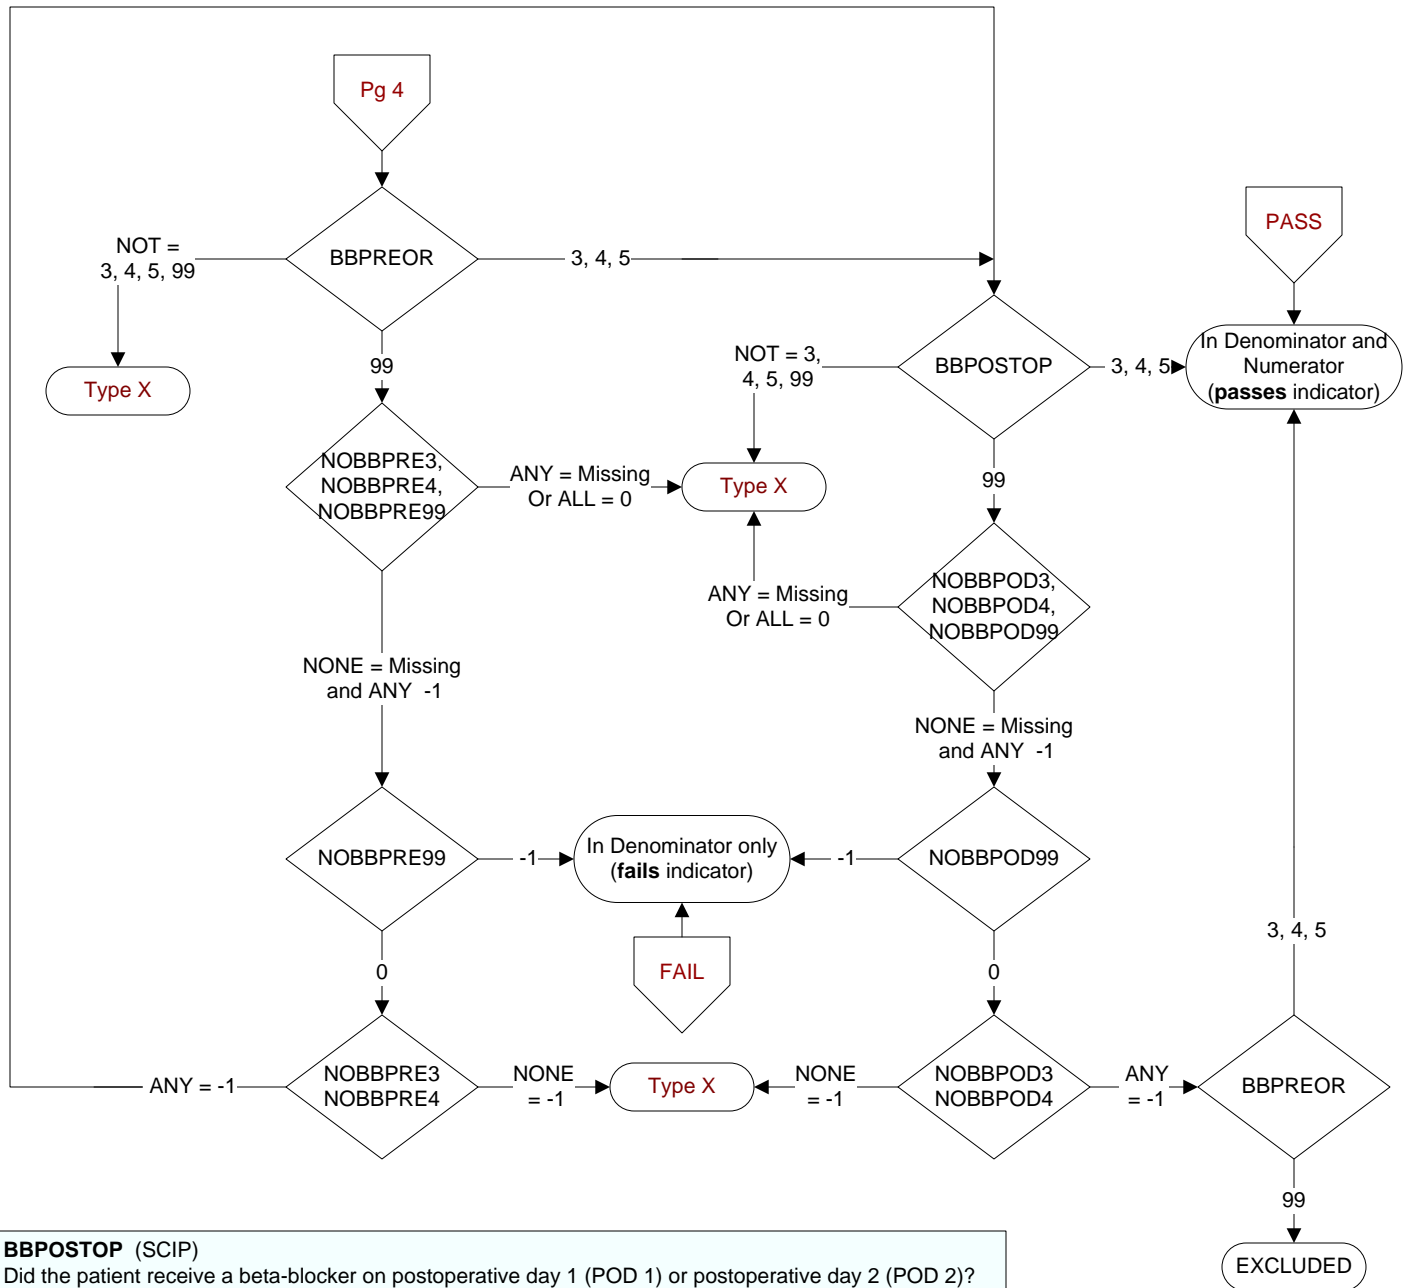 Pg 4
PASS
NOT =
3, 4, 5, 99
BBPREOR
3, 4, 5
In Denominator and
Numerator
(passes indicator)
99
NOT = 3,
4, 5, 99
BBPOSTOP
3, 4, 5
Type X
NOBBPRE3,
NOBBPRE4,
NOBBPRE99
ANY = Missing
Or ALL = 0
Type X
99
ANY = Missing
Or ALL = 0
NOBBPOD3,
NOBBPOD4,
NOBBPOD99
NONE = Missing
and ANY -1
NONE = Missing
and ANY -1
NOBBPRE99
-1
In Denominator only
(fails indicator)
-1
NOBBPOD99
3, 4, 5
0
FAIL
0
ANY = -1
NOBBPRE3
NOBBPRE4
NONE
= -1
Type X
NONE
= -1
NOBBPOD3
NOBBPOD4
ANY
= -1
BBPREOR
99
EXCLUDED
BBPOSTOP (SCIP)
Did the patient receive a beta-blocker on postoperative day 1 (POD 1) or postoperative day 2 (POD 2)?